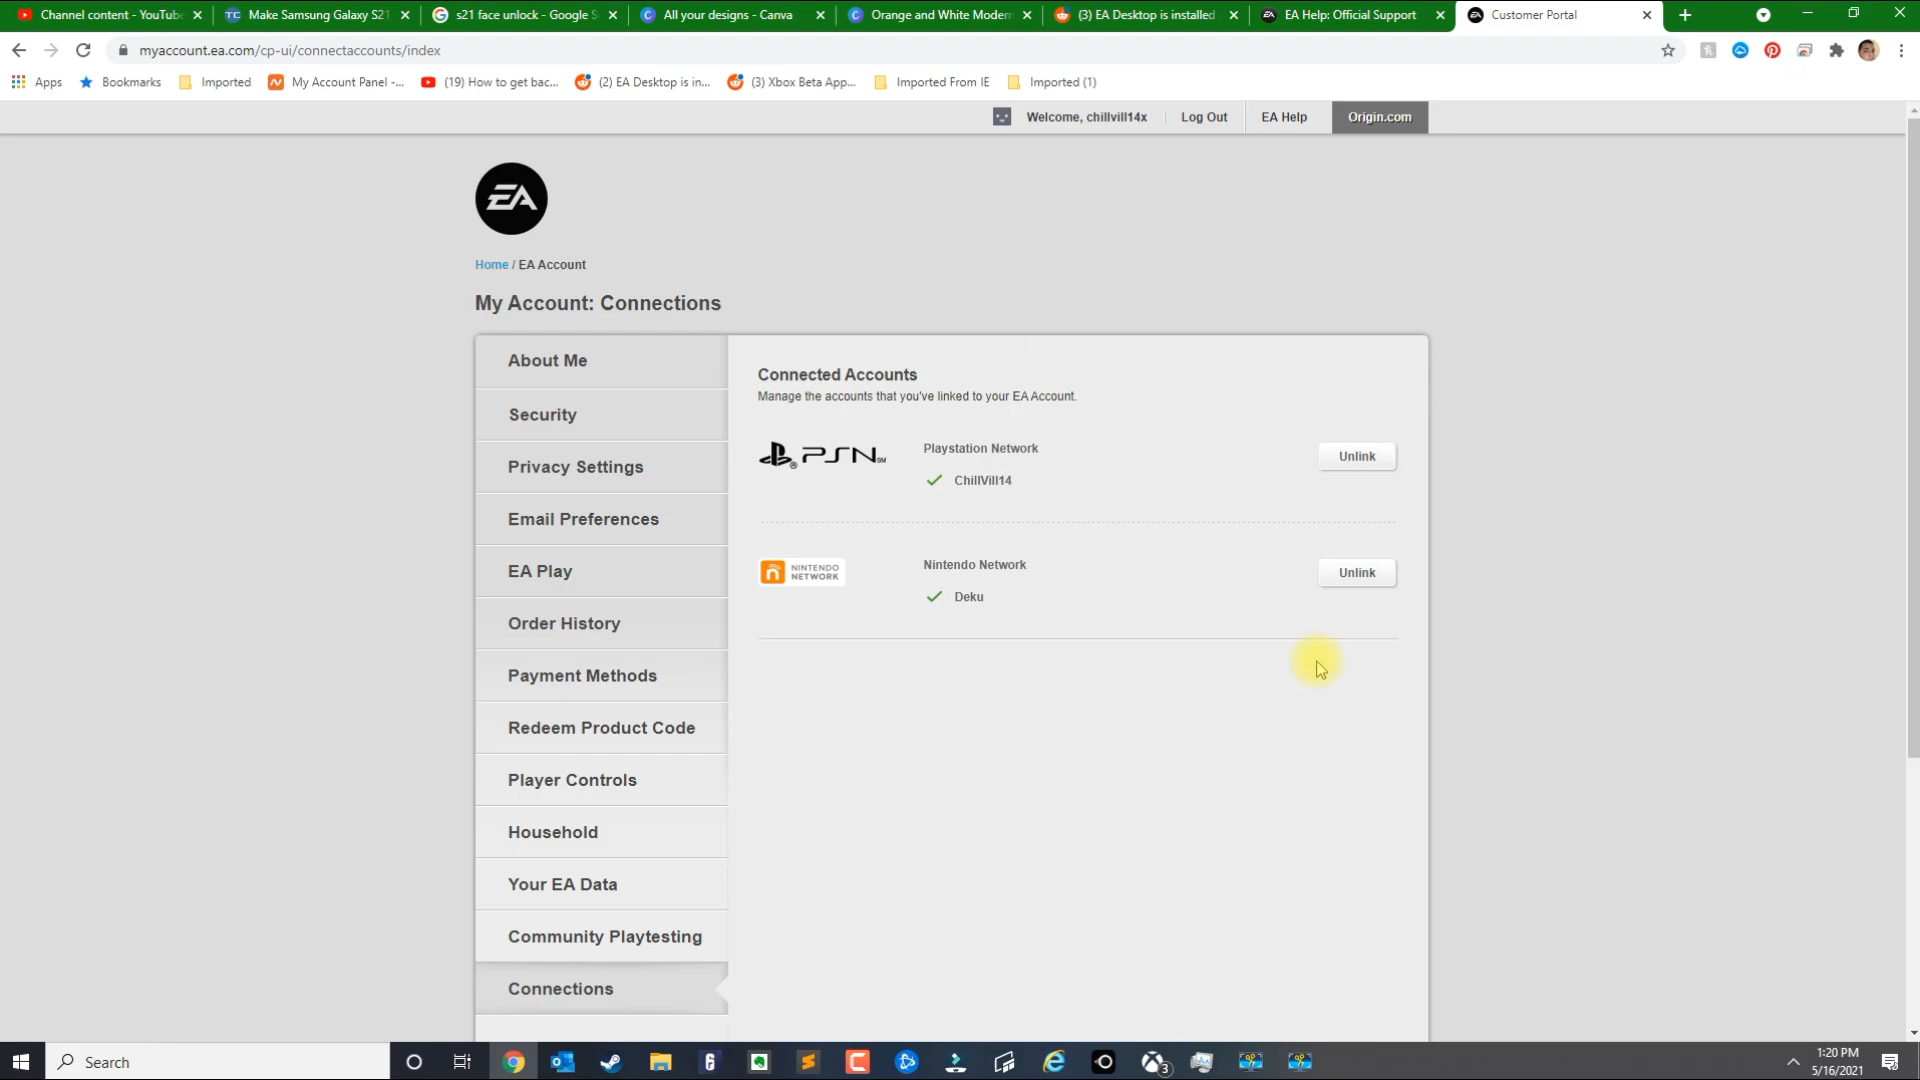 Channel content - YouTube
Make Samsung Galaxy S21
s21 face unlock - Google S
All your designs - Canva
Orange and White Modern
(3) EA Desktop is installed
EA Help: Official Support
Customer Portal
myaccount.ea.com/cp-ui/connectaccounts/index
Apps
Bookmarks
Imported
My Account Panel -...
(19) How to get bac...
(2) EA Desktop is in...
(3) Xbox Beta App...
Imported From IE
Imported (1)
Welcome, chillvill14x
Log Out
EA Help
Origin.com
EA
Home / EA Account
My Account: Connections
About Me
Security
Privacy Settings
Email Preferences
EA Play
Order History
Payment Methods
Redeem Product Code
Player Controls
Household
Your EA Data
Community Playtesting
Connections
Connected Accounts
Manage the accounts that you've linked to your EA Account.
PSN
Playstation Network
ChillVill14
Unlink
NINTENDO
NETWORK
Nintendo Network
Deku
Unlink
Search
3
1:20 PM
5/16/2021